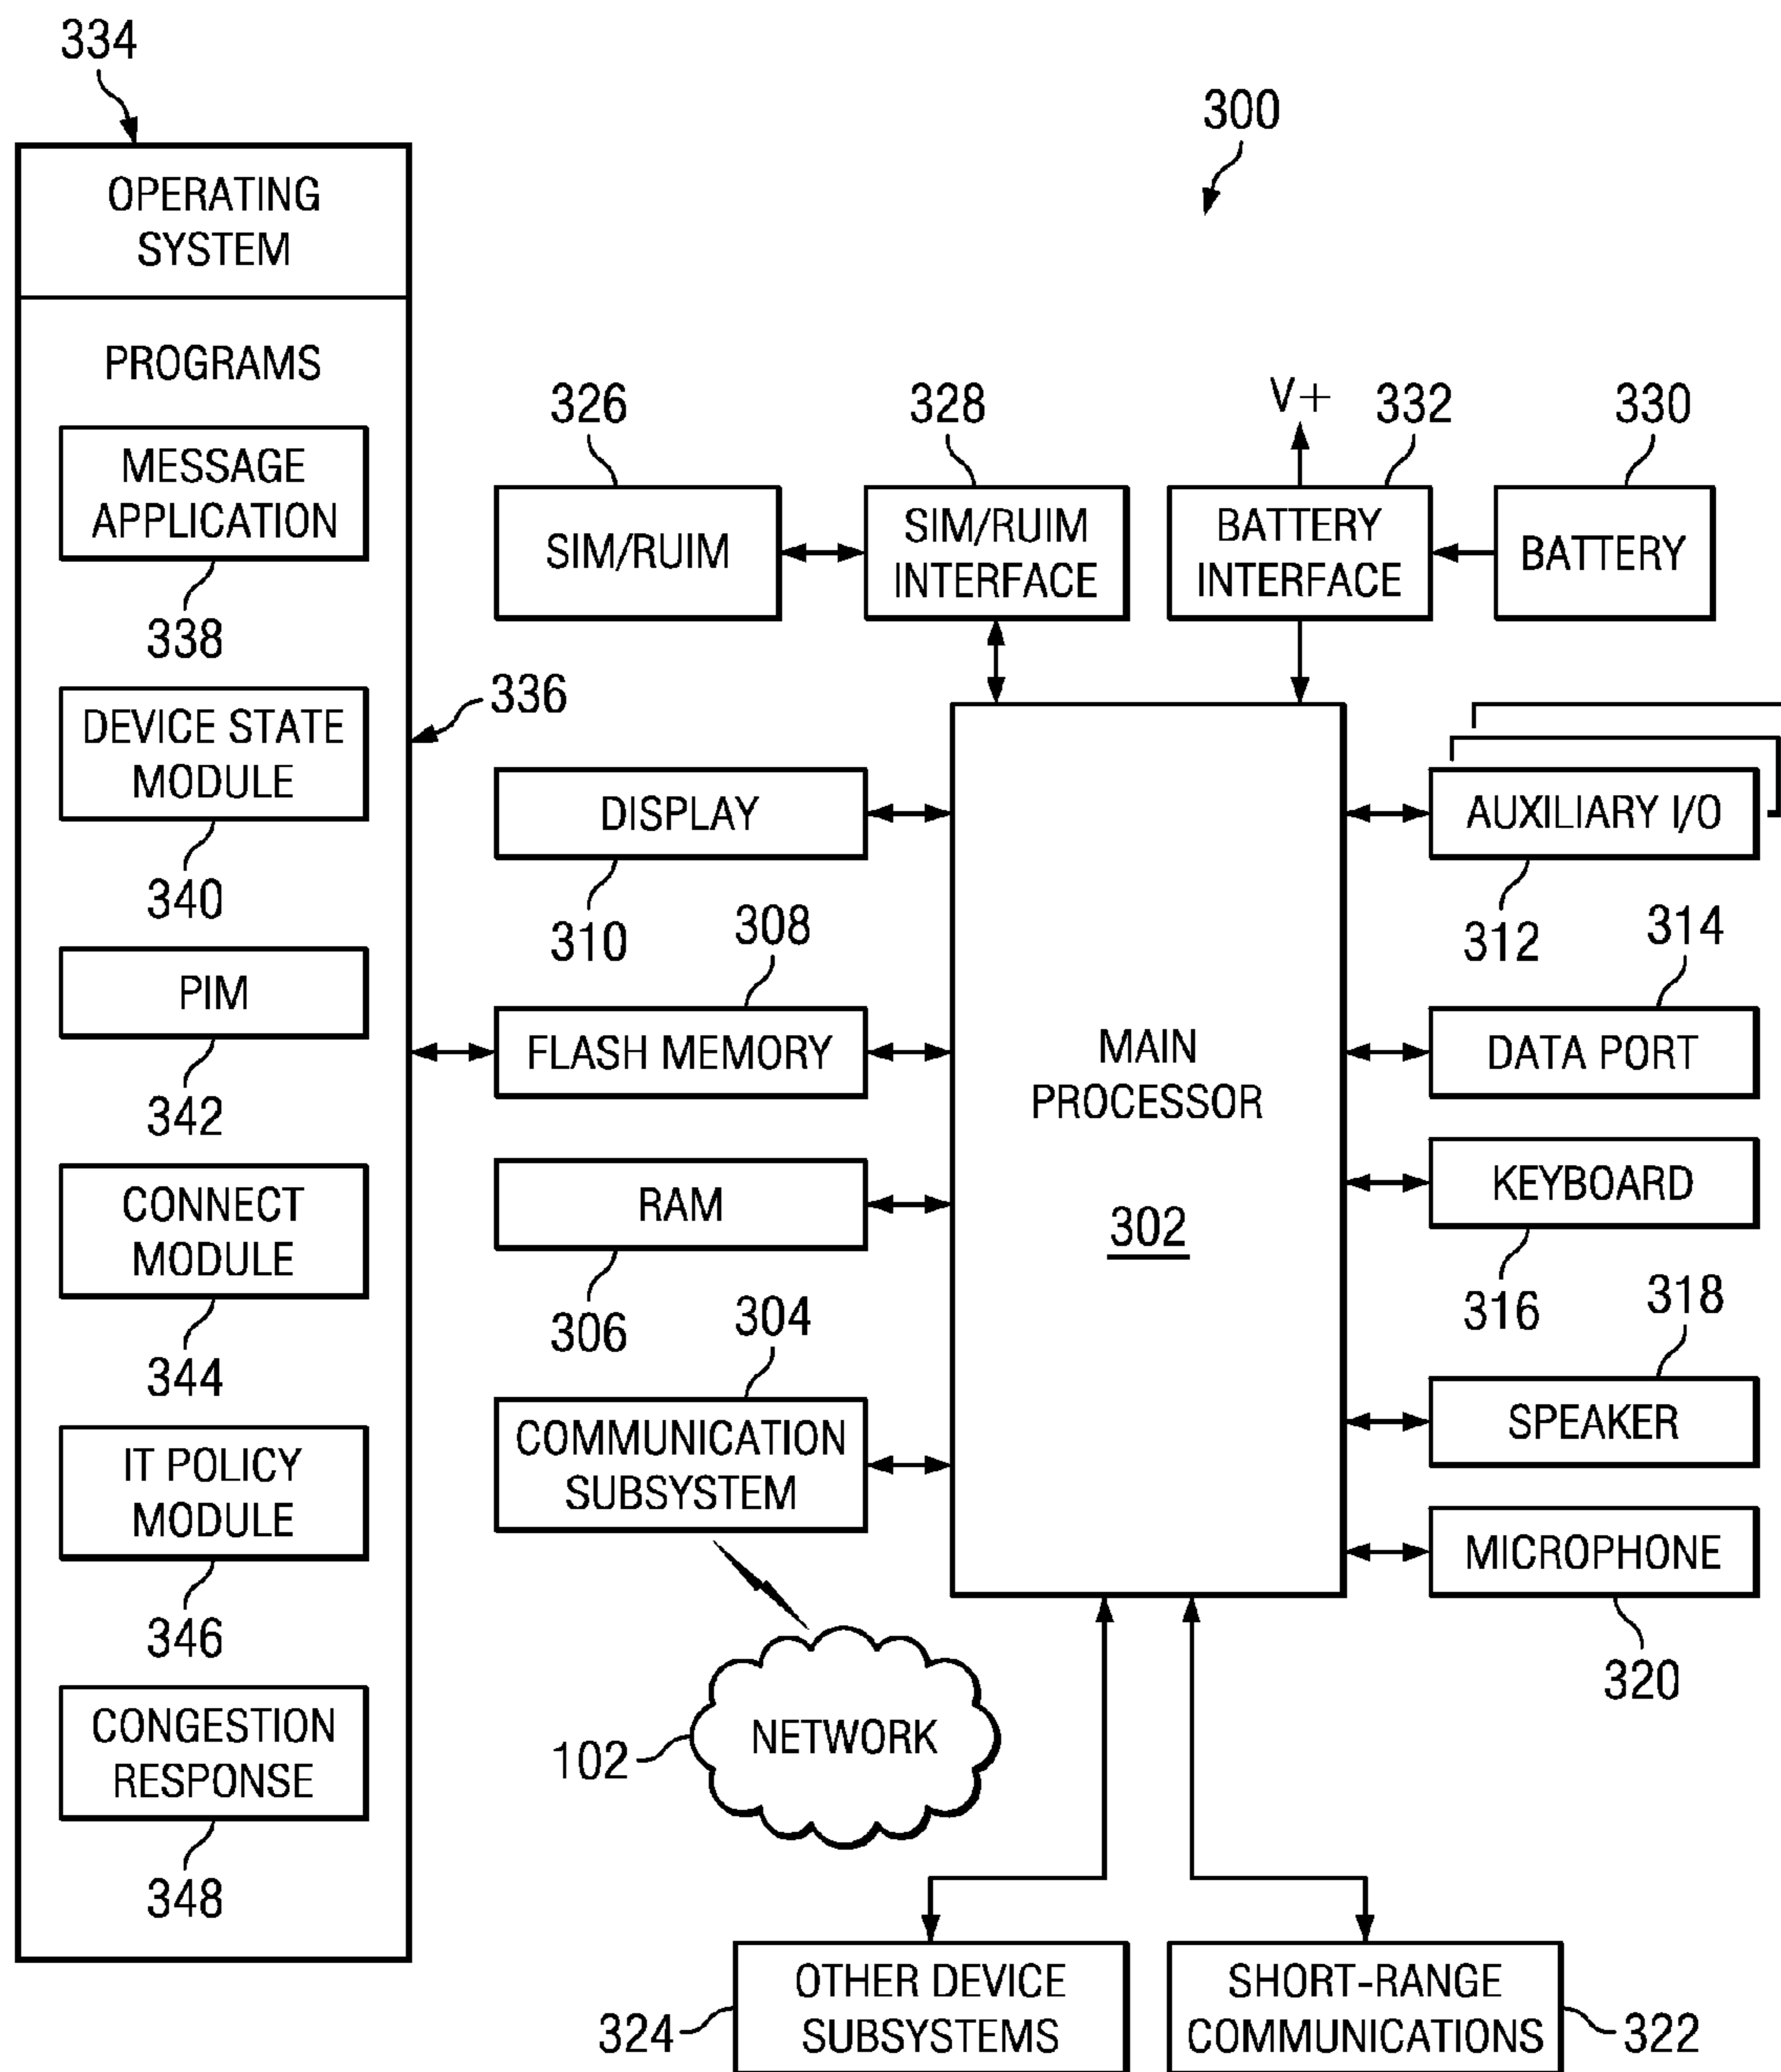 334
OPERATING
SYSTEM
PROGRAMS
MESSAGE
APPLICATION
338
DEVICE STATE
MODULE
340
PIM
342
CONNECT
MODULE
344
IT POLICY
MODULE
346
CONGESTION
RESPONSE
348
336
300
326
SIM/RUIM
328
SIM/RUIM
INTERFACE
V+
332
BATTERY
INTERFACE
330
BATTERY
DISPLAY
310
308
FLASH MEMORY
RAM
306
304
COMMUNICATION
SUBSYSTEM
102
NETWORK
MAIN
PROCESSOR
302
AUXILIARY I/O
312
314
DATA PORT
KEYBOARD
316
318
SPEAKER
MICROPHONE
320
324
OTHER DEVICE
SUBSYSTEMS
SHORT-RANGE
COMMUNICATIONS
322